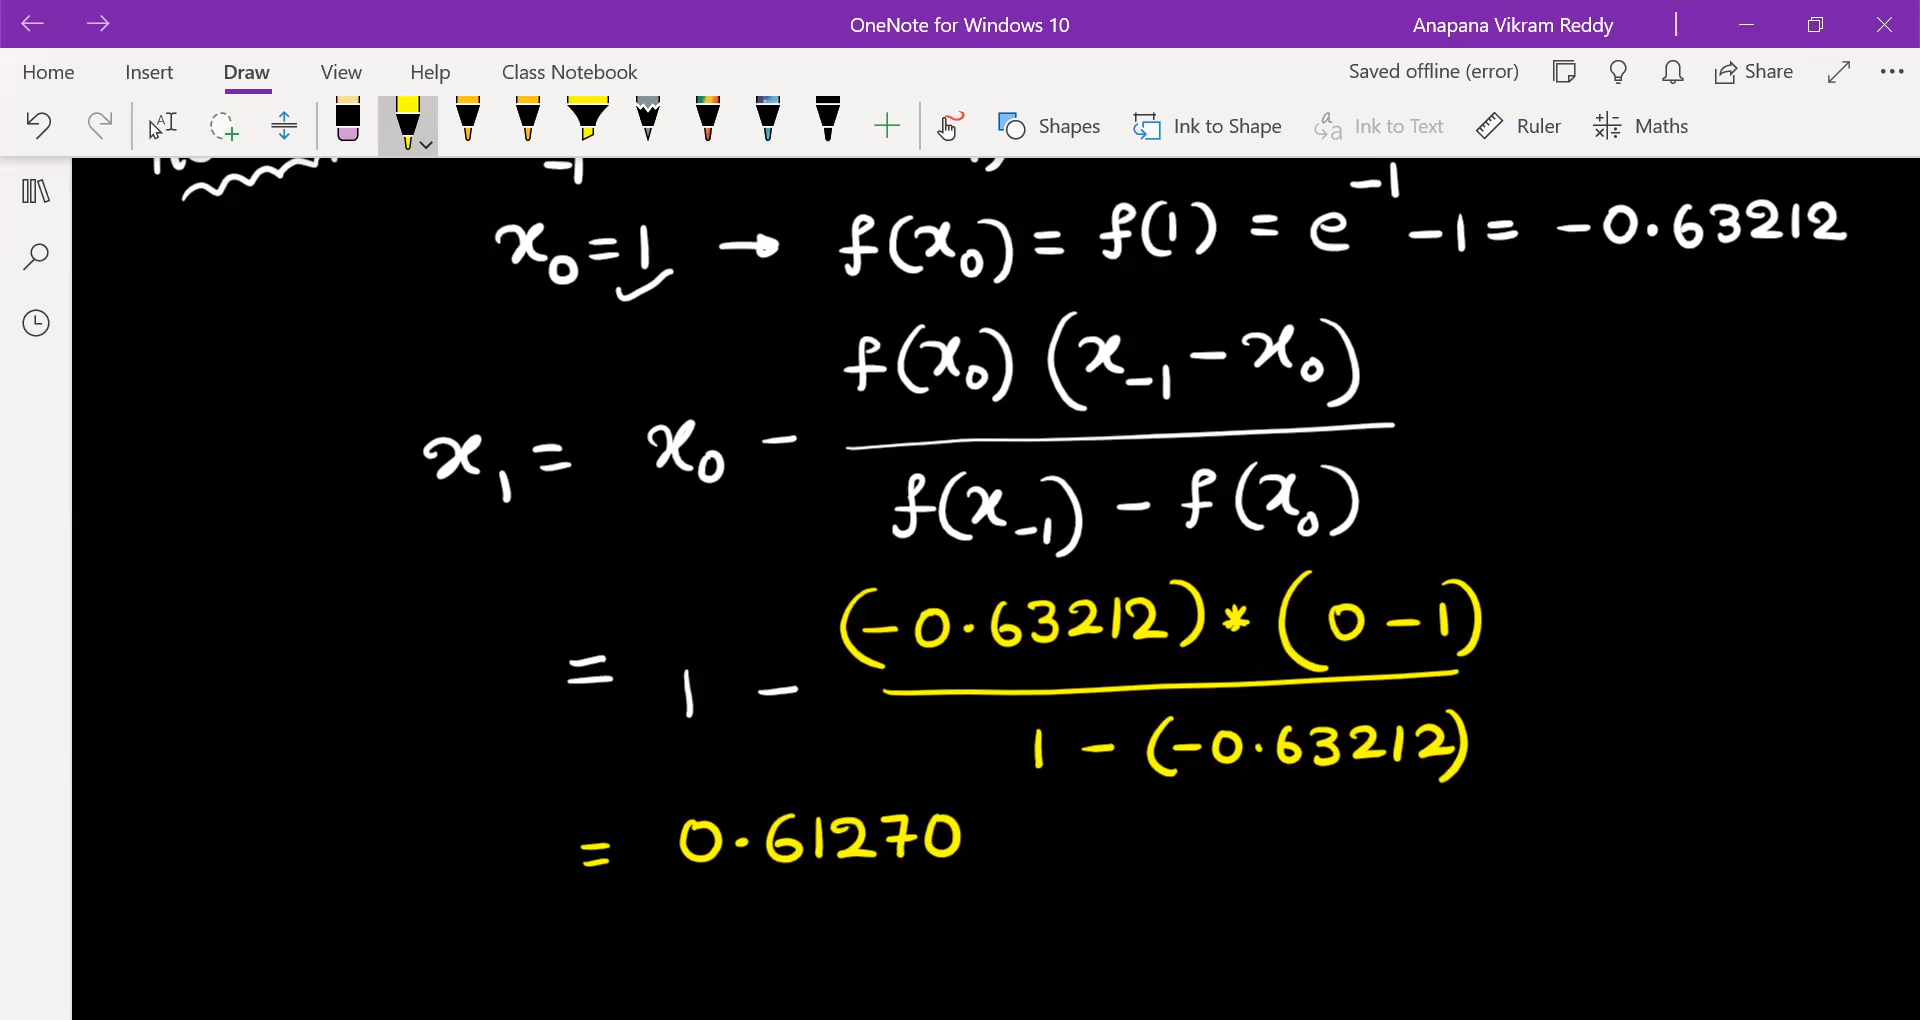 OneNote for Windows 10 Anapana Vikram Reddy
Home Insert Draw View Help Class Notebook Saved offline (error) Share
Shapes Ink to Shape Ink to Text Ruler Maths
x₀ = 1 → f(x₀) = f(1) = e⁻¹ - 1 = -0.63212
f(x₀) (x₋₁ - x₀)
x₁ = x₀ -
f(x₋₁) - f(x₀)
(-0.63212) * (0 - 1)
= 1 -
1 - (-0.63212)
= 0.61270